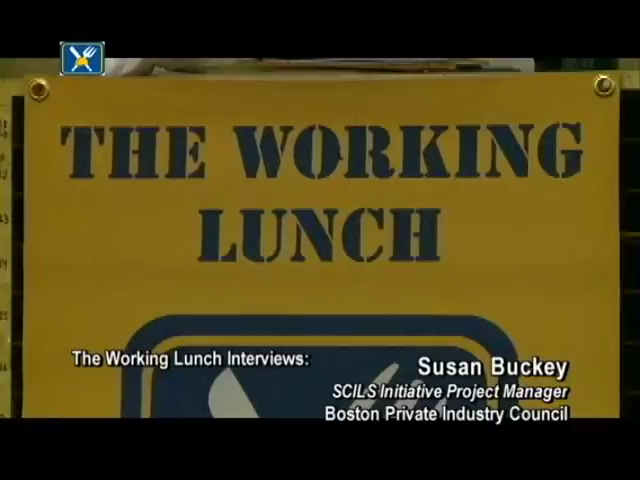 THE WORKING
LUNCH
The Working Lunch Interviews:
Susan Buckey
SCILS Initiative Project Manager
Boston Private Industry Council